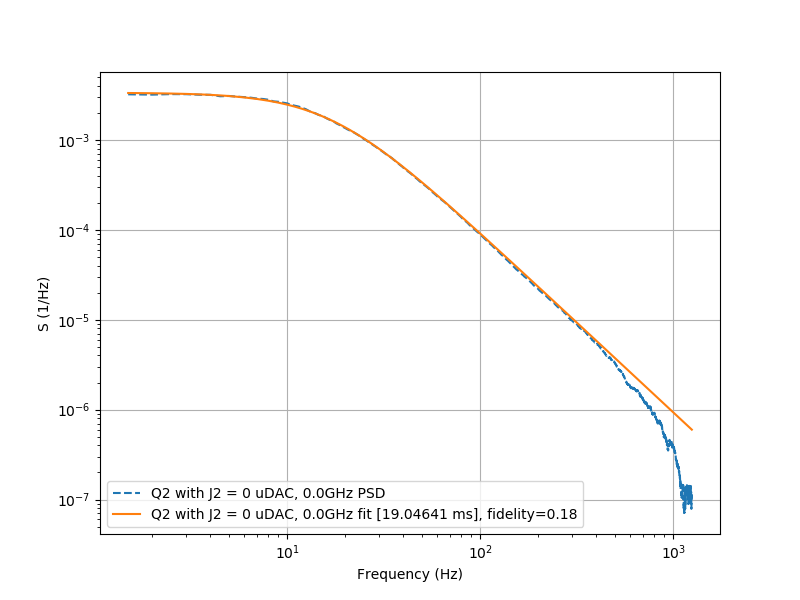 10⁻³
10⁻⁴
10⁻⁵
10⁻⁶
10⁻⁷
S (1/Hz)
Q2 with J2 = 0 uDAC, 0.0GHz PSD
Q2 with J2 = 0 uDAC, 0.0GHz fit [19.04641 ms], fidelity=0.18
10¹ 10² 10³
Frequency (Hz)